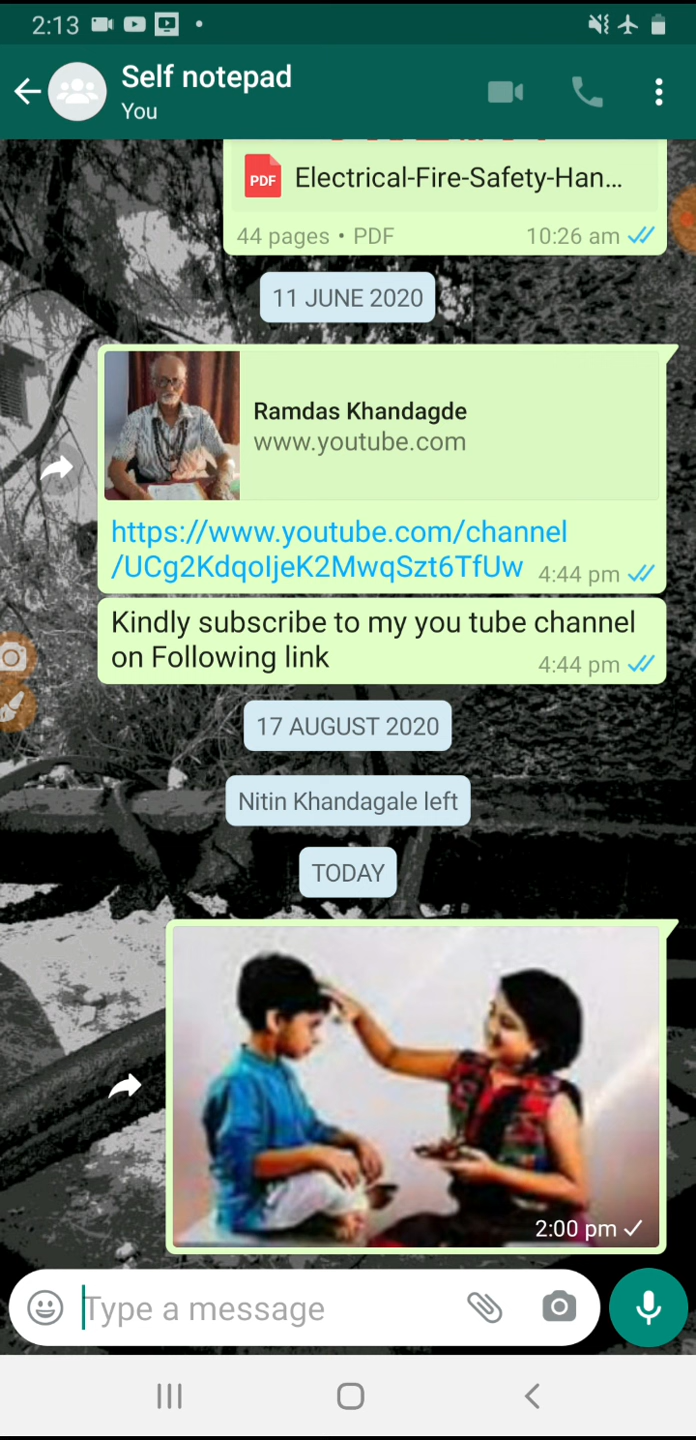 2:13
Self notepad
You
PDF
Electrical-Fire-Safety-Han...
44 pages • PDF
10:26 am
11 JUNE 2020
Ramdas Khandagde
www.youtube.com
https://www.youtube.com/channel
/UCg2KdqoIjeK2MwqSzt6TfUw
4:44 pm
Kindly subscribe to my you tube channel
on Following link
4:44 pm
17 AUGUST 2020
Nitin Khandagale left
TODAY
2:00 pm
Type a message